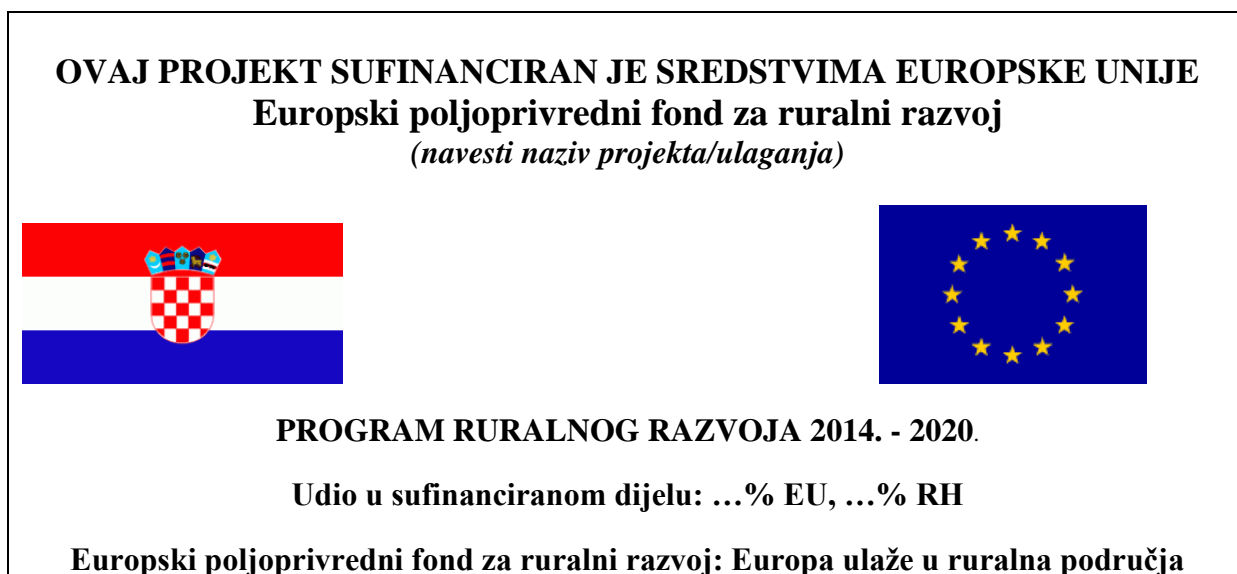 OVAJ PROJEKT SUFINANCIRAN JE SREDSTVIMA EUROPSKE UNIJE
Europski poljoprivredni fond za ruralni razvoj
(navesti naziv projekta/ulaganja)
PROGRAM RURALNOG RAZVOJA 2014. - 2020.
Udio u sufinanciranom dijelu: …% EU, …% RH
Europski poljoprivredni fond za ruralni razvoj: Europa ulaže u ruralna područja